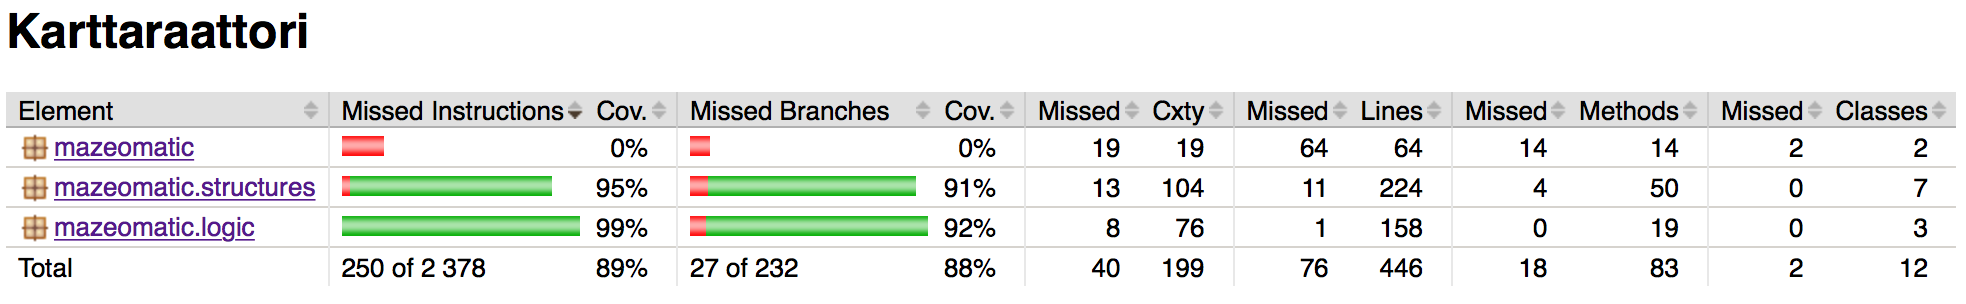 Karttaraattori
Element Missed Instructions Cov. Missed Branches Cov. Missed Cxty Missed Lines Missed Methods Missed Classes
mazeomatic 0% 0% 19 19 64 64 14 14 2 2
mazeomatic.structures 95% 91% 13 104 11 224 4 50 0 7
mazeomatic.logic 99% 92% 8 76 1 158 0 19 0 3
Total 250 of 2 378 89% 27 of 232 88% 40 199 76 446 18 83 2 12